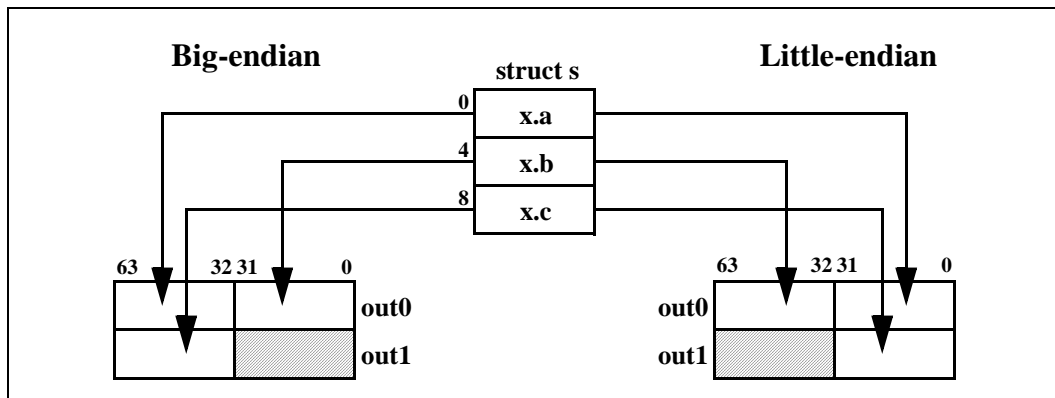 Big-endian
Little-endian
struct s
0 x.a
4 x.b
8 x.c
63 32 31 0
out0
out1
63 32 31 0
out0
out1